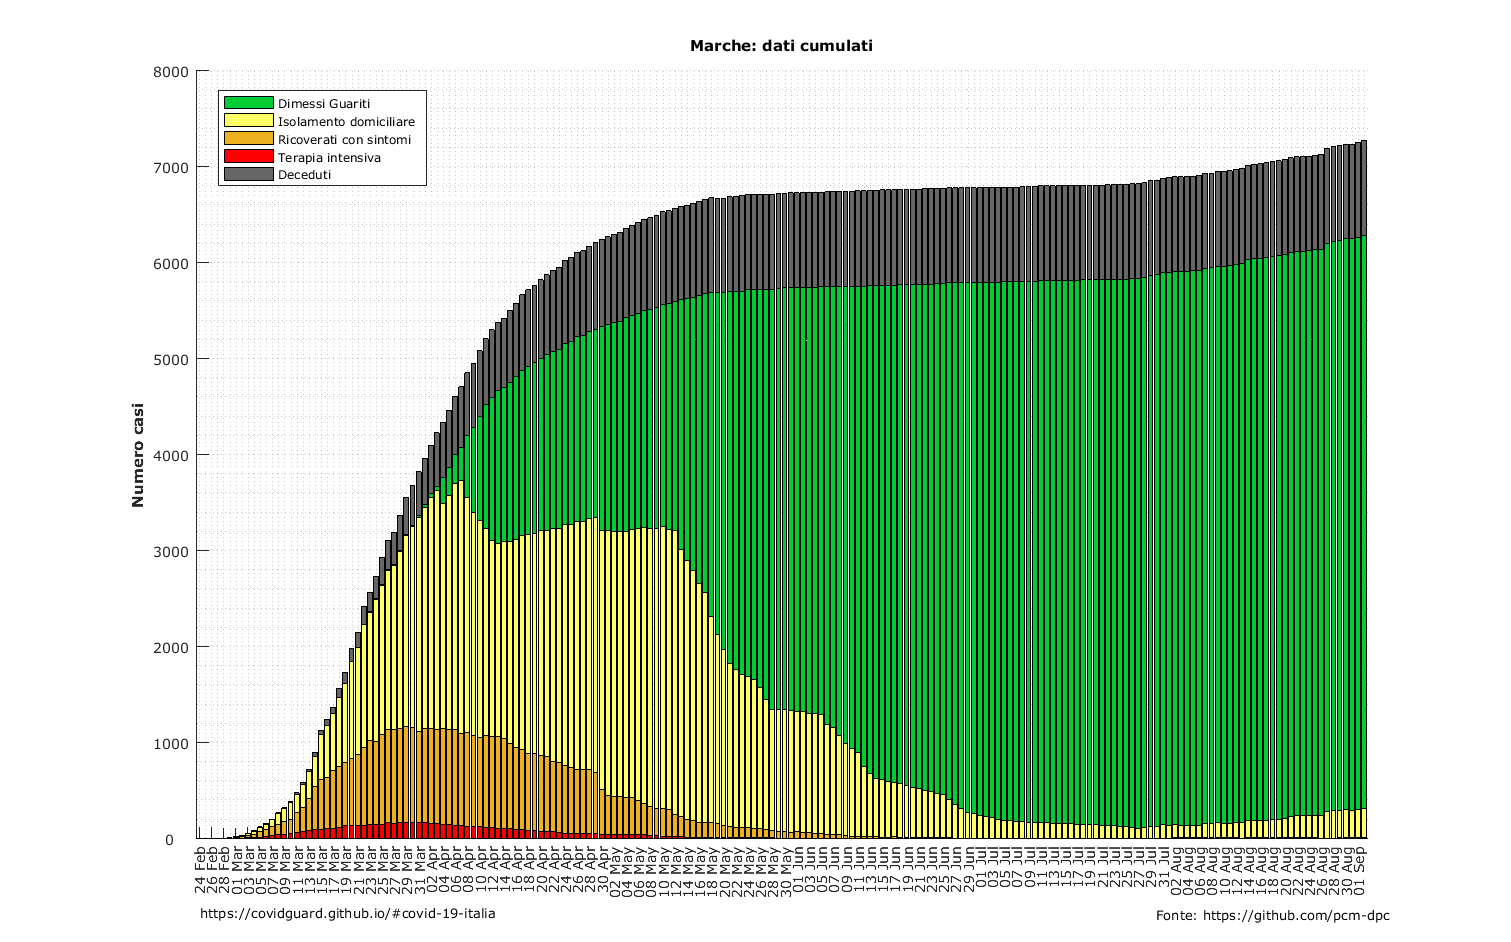 Marche: dati cumulati
8000
7000
6000
5000
4000
3000
2000
1000
0
Numero casi
Dimessi Guariti
Isolamento domiciliare
Ricoverati con sintomi
Terapia intensiva
Deceduti
24 Feb
26 Feb
28 Feb
01 Mar
03 Mar
05 Mar
07 Mar
09 Mar
11 Mar
13 Mar
15 Mar
17 Mar
19 Mar
21 Mar
23 Mar
25 Mar
27 Mar
29 Mar
31 Mar
02 Apr
04 Apr
06 Apr
08 Apr
10 Apr
12 Apr
14 Apr
16 Apr
18 Apr
20 Apr
22 Apr
24 Apr
26 Apr
28 Apr
30 Apr
02 May
04 May
06 May
08 May
10 May
12 May
14 May
16 May
18 May
20 May
22 May
24 May
26 May
28 May
30 May
01 Jun
03 Jun
05 Jun
07 Jun
09 Jun
11 Jun
13 Jun
15 Jun
17 Jun
19 Jun
21 Jun
23 Jun
25 Jun
27 Jun
29 Jun
01 Jul
03 Jul
05 Jul
07 Jul
09 Jul
11 Jul
13 Jul
15 Jul
17 Jul
19 Jul
21 Jul
23 Jul
25 Jul
27 Jul
29 Jul
31 Jul
02 Aug
04 Aug
06 Aug
08 Aug
10 Aug
12 Aug
14 Aug
16 Aug
18 Aug
20 Aug
22 Aug
24 Aug
26 Aug
28 Aug
30 Aug
01 Sep
https://covidguard.github.io/#covid-19-italia
Fonte: https://github.com/pcm-dpc